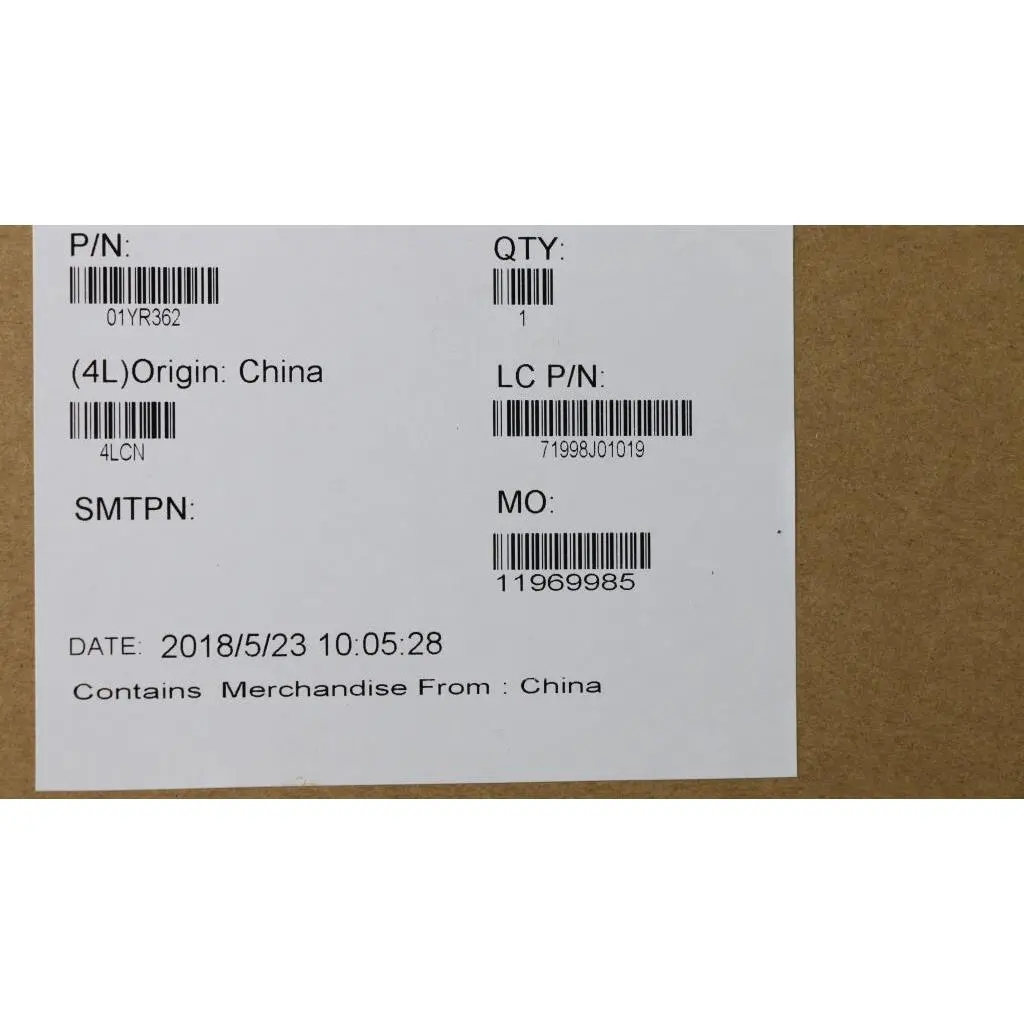 P/N:
QTY:
01YR362
1
(4L)Origin: China
LC P/N:
4LCN
71998J01019
SMTPN:
MO:
11969985
DATE: 2018/5/23 10:05:28
Contains Merchandise From : China